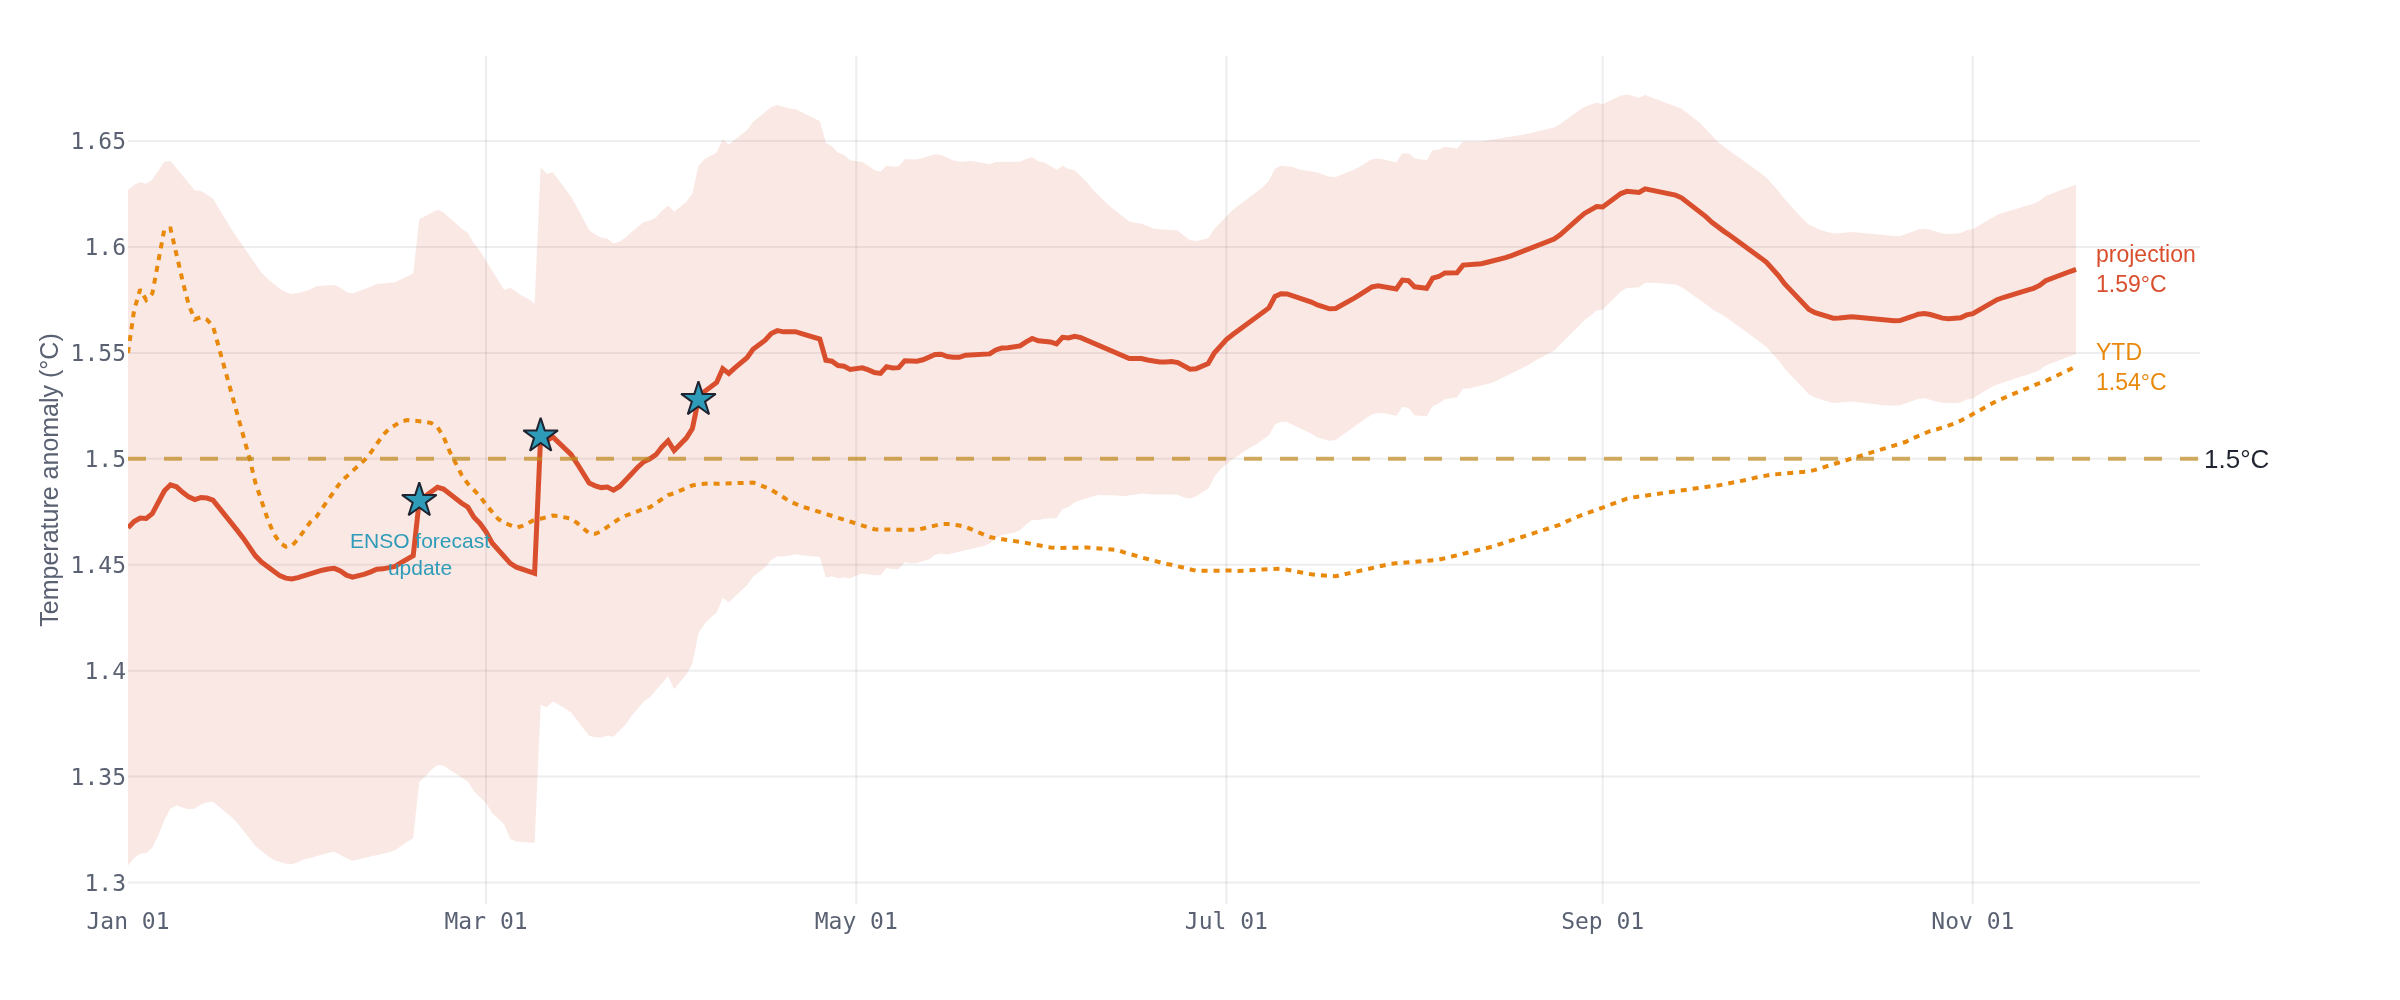 Temperature anomaly (°C)
1.65
1.6
1.55
1.5
1.45
1.4
1.35
1.3
Jan 01
Mar 01
May 01
Jul 01
Sep 01
Nov 01
ENSO forecast
update
projection
1.59°C
YTD
1.54°C
1.5°C